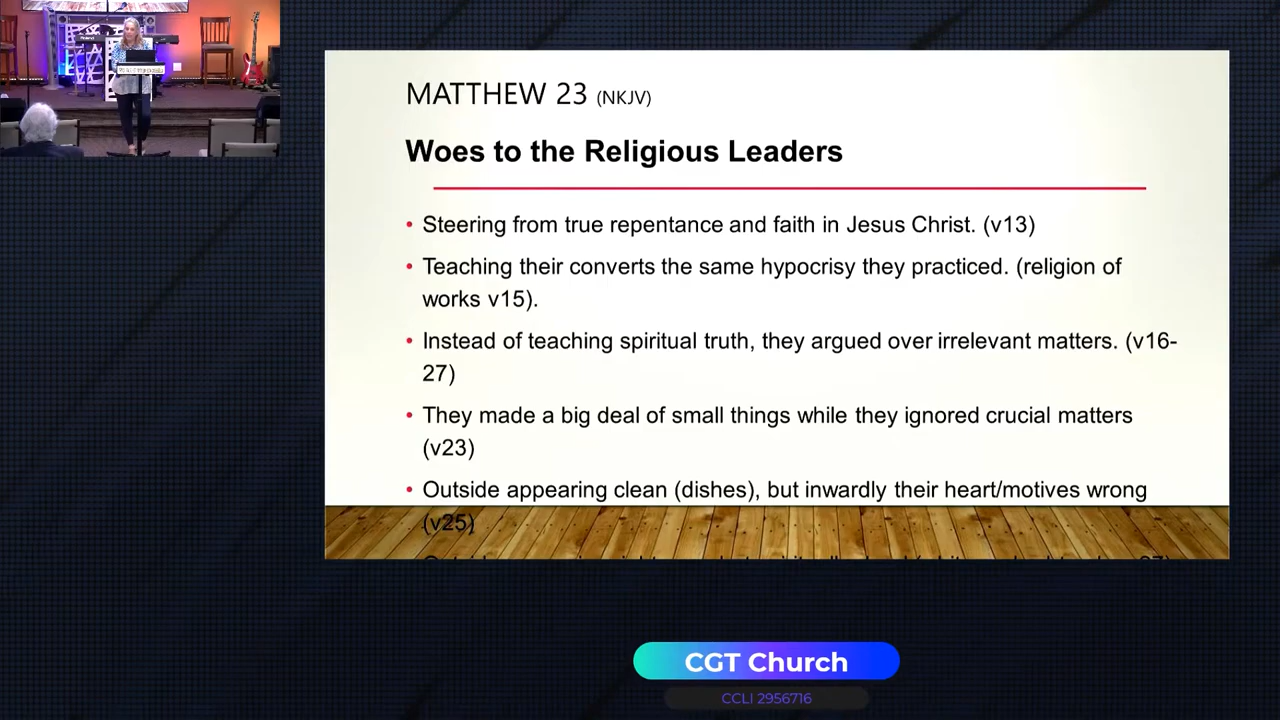 MATTHEW 23 (NKJV)
Woes to the Religious Leaders
• Steering from true repentance and faith in Jesus Christ. (v13)
• Teaching their converts the same hypocrisy they practiced. (religion of
works v15).
• Instead of teaching spiritual truth, they argued over irrelevant matters. (v16-
27)
• They made a big deal of small things while they ignored crucial matters
(v23)
• Outside appearing clean (dishes), but inwardly their heart/motives wrong
(v25)
CGT Church
CCLI 2956716